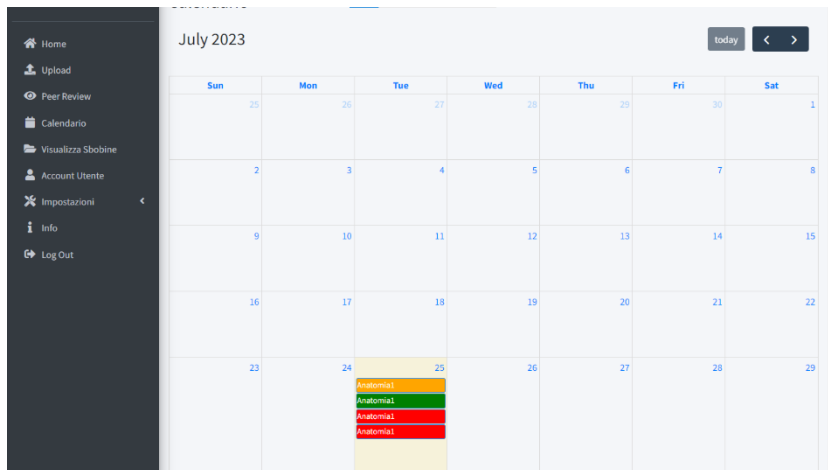 Home
Upload
Peer Review
Calendario
Visualizza Sbobine
Account Utente
Impostazioni
Info
Log Out
July 2023
today
Sun Mon Tue Wed Thu Fri Sat
25 26 27 28 29 30 1
2 3 4 5 6 7 8
9 10 11 12 13 14 15
16 17 18 19 20 21 22
23 24 25 26 27 28 29
Anatomia1
Anatomia1
Anatomia1
Anatomia1